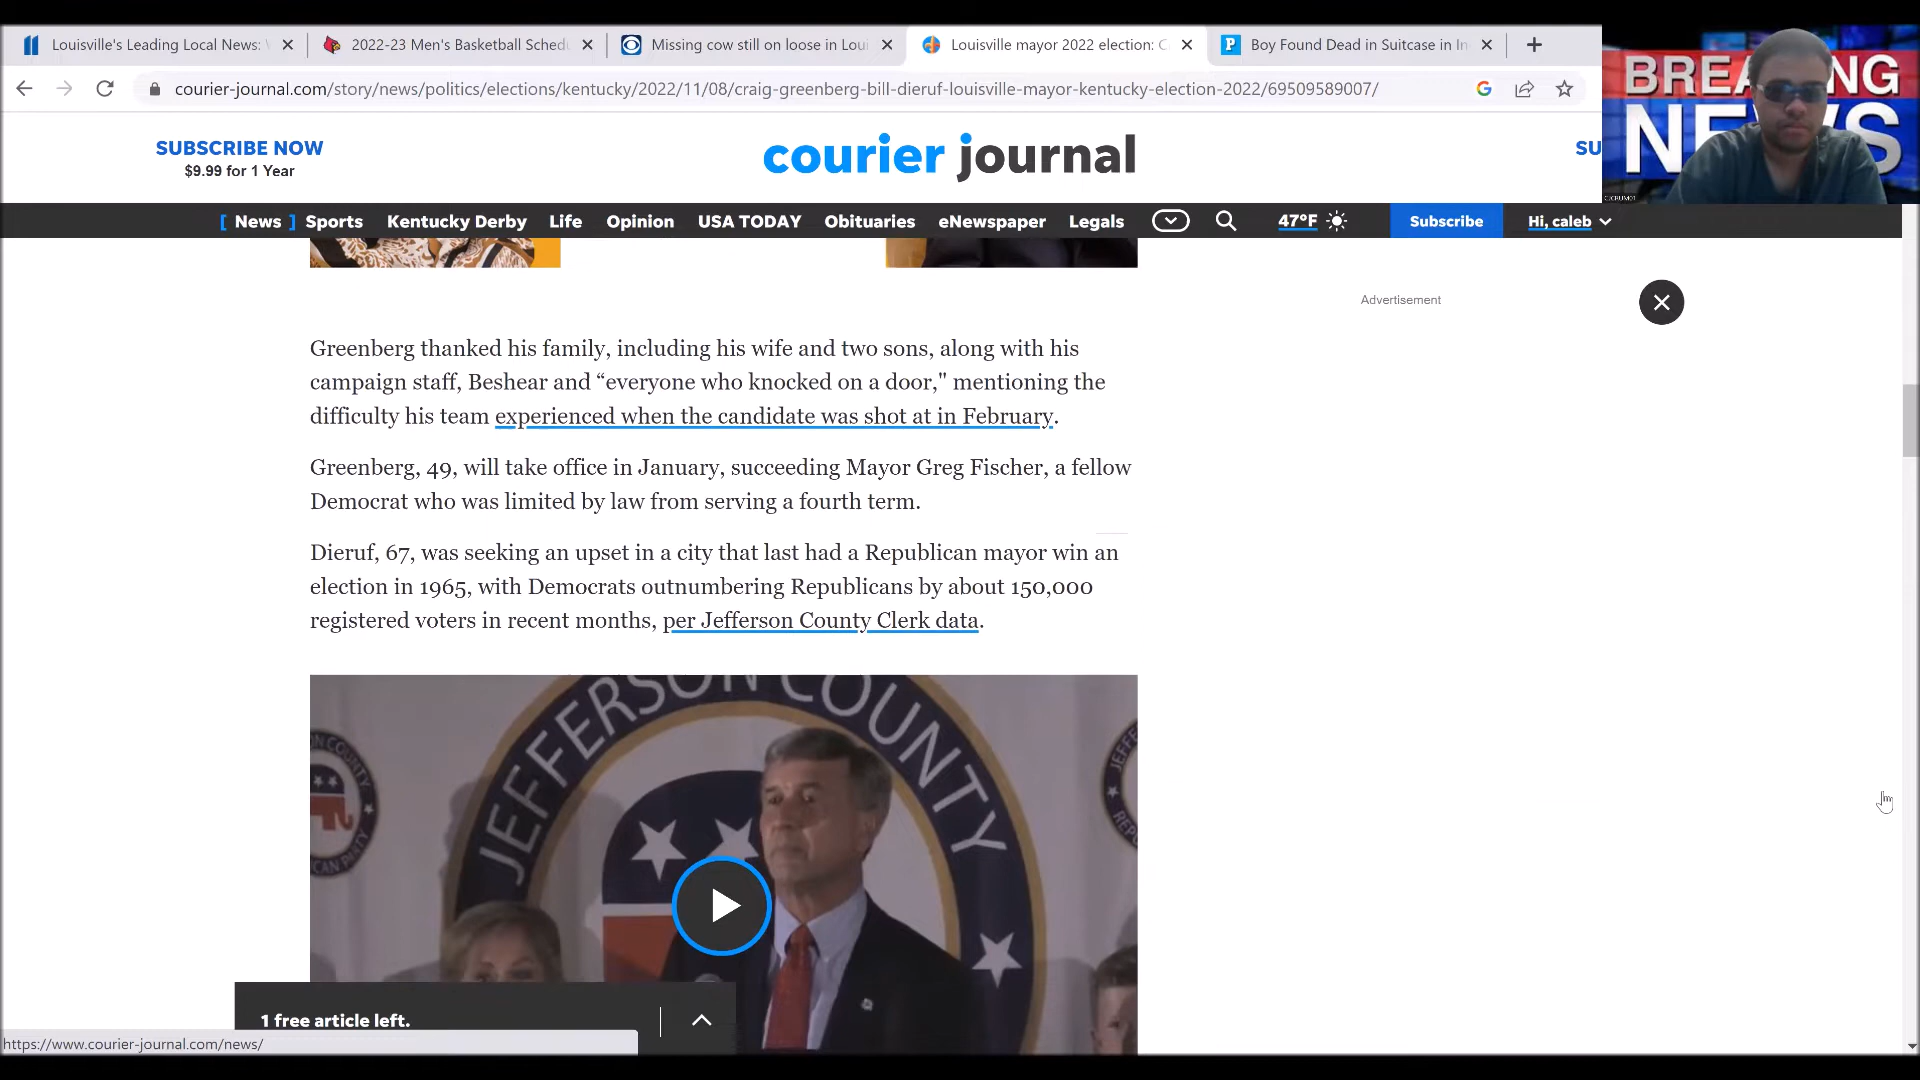 Louisville's Leading Local News:
2022-23 Men's Basketball Sched
Missing cow still on loose in Loui
Louisville mayor 2022 election: C
Boy Found Dead in Suitcase in In
courier-journal.com/story/news/politics/elections/kentucky/2022/11/08/craig-greenberg-bill-dieruf-louisville-mayor-kentucky-election-2022/69509589007/
BREAKING
NEWS
CJCRUM01
SUBSCRIBE NOW
$9.99 for 1 Year
courier journal
SU
[ News ] Sports Kentucky Derby Life Opinion USA TODAY Obituaries eNewspaper Legals 47°F Subscribe Hi, caleb
Advertisement
Greenberg thanked his family, including his wife and two sons, along with his
campaign staff, Beshear and “everyone who knocked on a door," mentioning the
difficulty his team experienced when the candidate was shot at in February.
Greenberg, 49, will take office in January, succeeding Mayor Greg Fischer, a fellow
Democrat who was limited by law from serving a fourth term.
Dieruf, 67, was seeking an upset in a city that last had a Republican mayor win an
election in 1965, with Democrats outnumbering Republicans by about 150,000
registered voters in recent months, per Jefferson County Clerk data.
JEFFERSON COUNTY
1 free article left.
https://www.courier-journal.com/news/